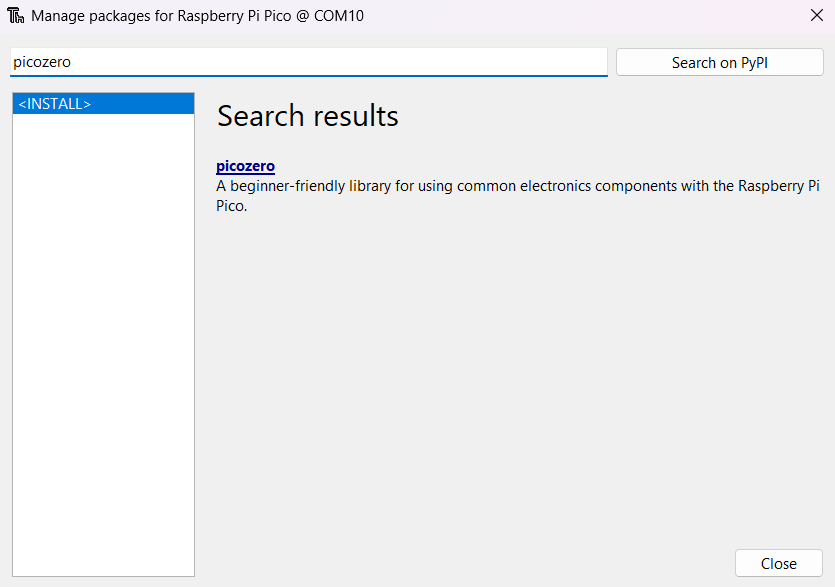 Manage packages for Raspberry Pi Pico @ COM10
picozero
Search on PyPI
<INSTALL>
Search results
picozero
A beginner-friendly library for using common electronics components with the Raspberry Pi
Pico.
Close